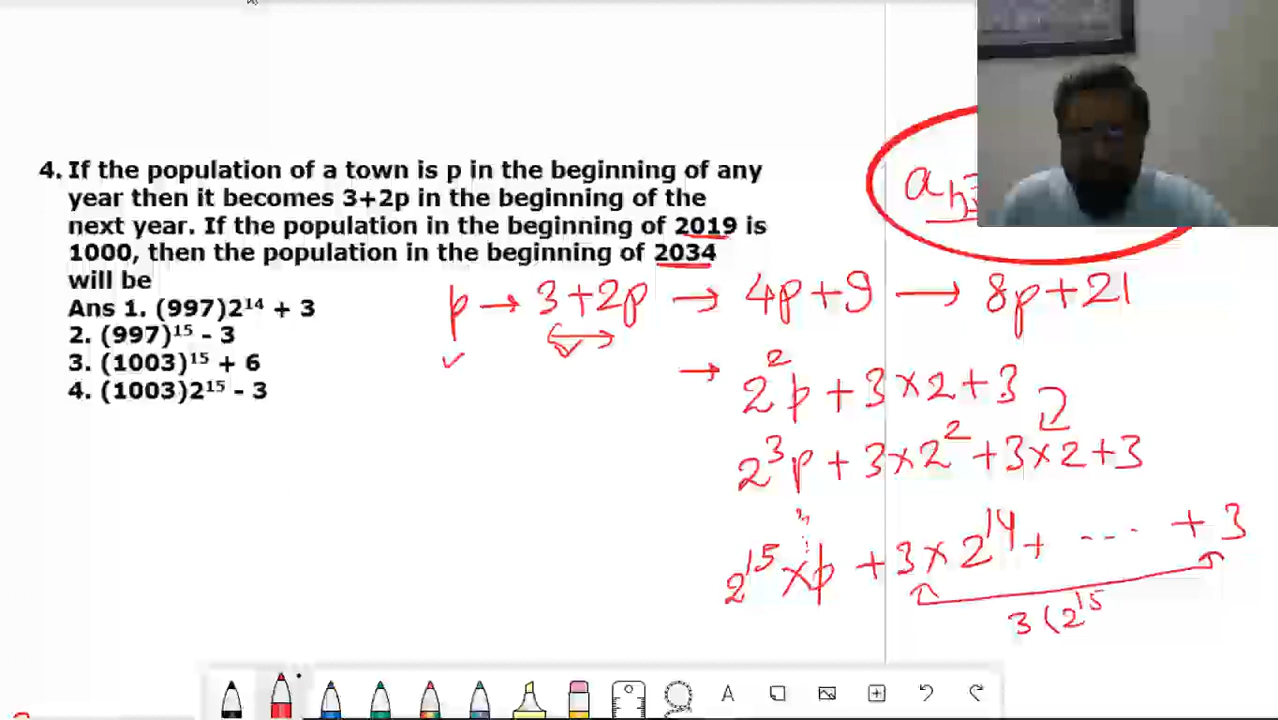 4. If the population of a town is p in the beginning of any
year then it becomes 3+2p in the beginning of the
next year. If the population in the beginning of 2019 is
1000, then the population in the beginning of 2034
will be
Ans 1. (997)2¹⁴ + 3
2. (997)¹⁵ - 3
3. (1003)¹⁵ + 6
4. (1003)2¹⁵ - 3
p → 3+2p → 4p+9 → 8p+21
→ 2²p + 3×2+3
2³p + 3×2² + 3×2+3
2¹⁵×p + 3×2¹⁴ + ---- + 3
3(2¹⁵